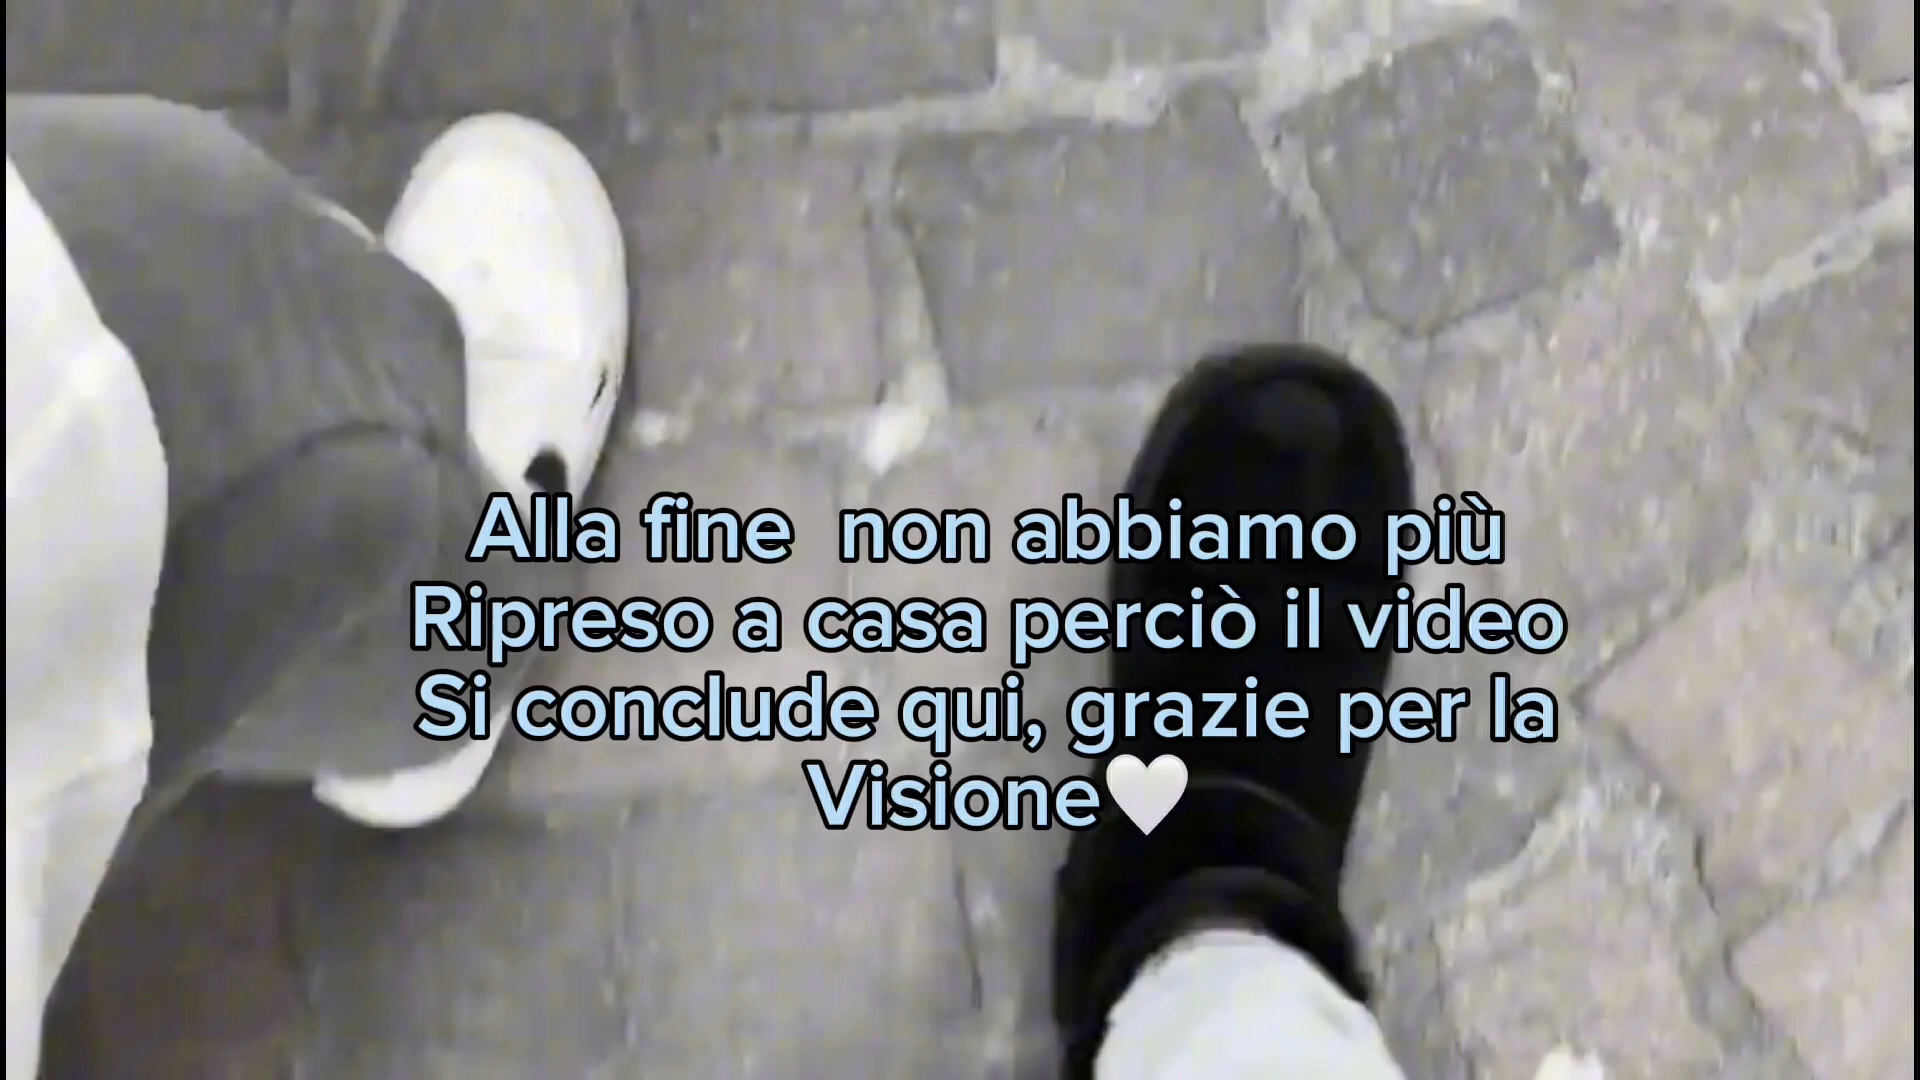 Alla fine  non abbiamo più
Ripreso a casa perciò il video
Si conclude qui, grazie per la
Visione🤍